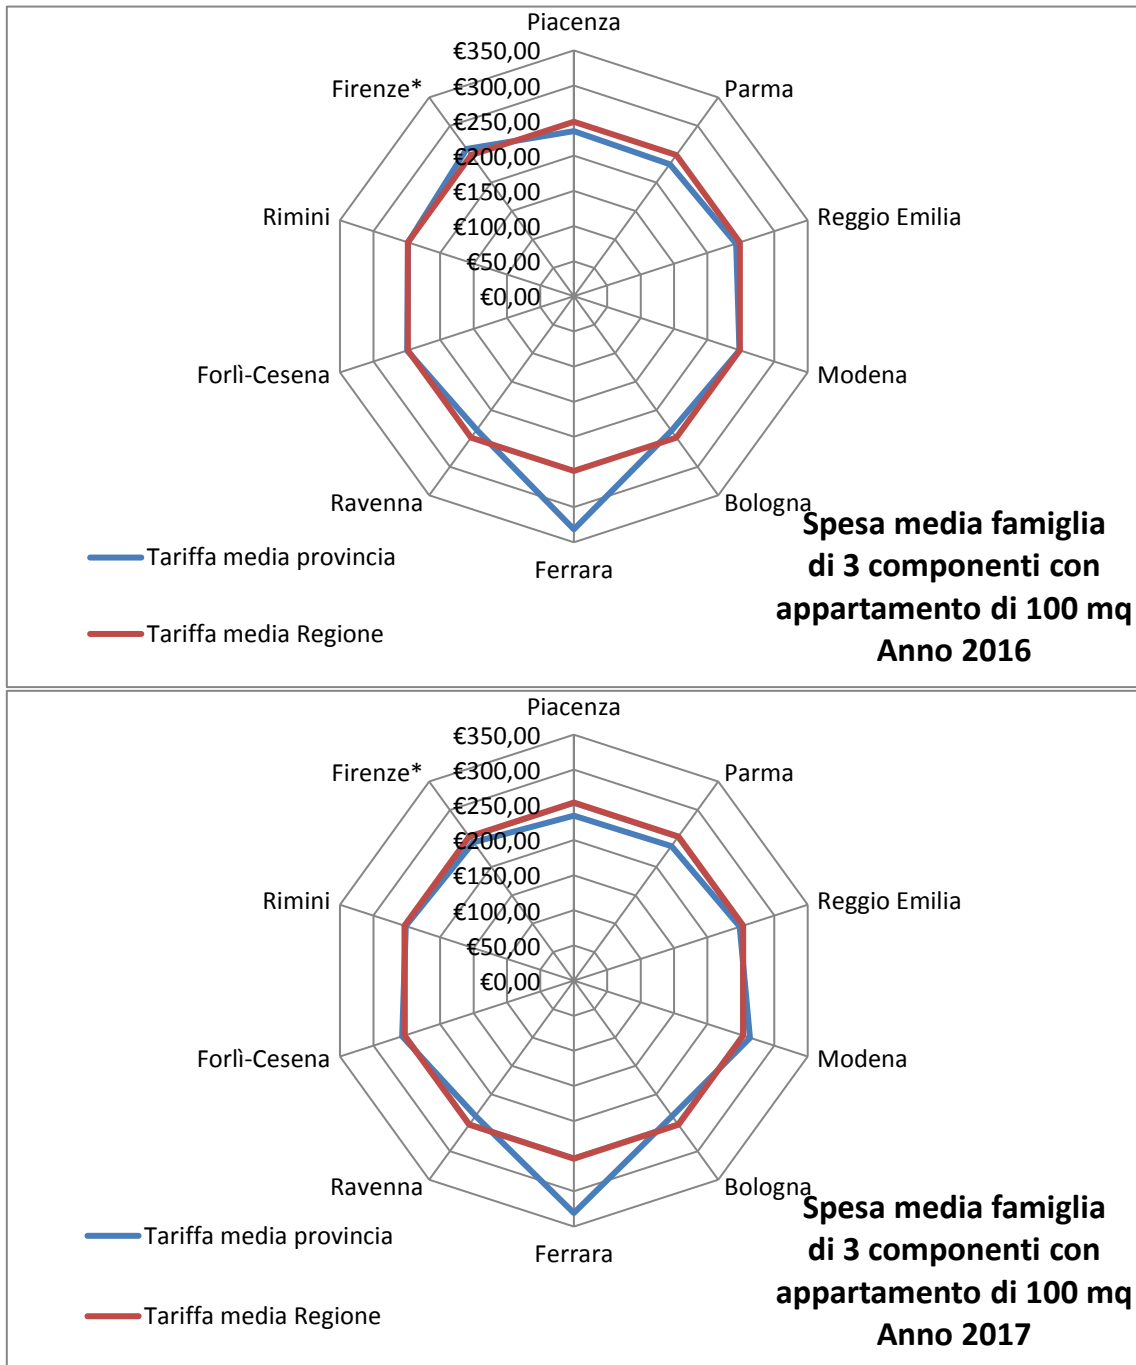 Piacenza
€350,00
€300,00
€250,00
€200,00
€150,00
€100,00
€50,00
€0,00
Parma
Reggio Emilia
Modena
Bologna
Ferrara
Ravenna
Forlì-Cesena
Rimini
Firenze*
Tariffa media provincia
Tariffa media Regione
Spesa media famiglia
di 3 componenti con
appartamento di 100 mq
Anno 2016
Piacenza
€350,00
€300,00
€250,00
€200,00
€150,00
€100,00
€50,00
€0,00
Parma
Reggio Emilia
Modena
Bologna
Ferrara
Ravenna
Forlì-Cesena
Rimini
Firenze*
Tariffa media provincia
Tariffa media Regione
Spesa media famiglia
di 3 componenti con
appartamento di 100 mq
Anno 2017